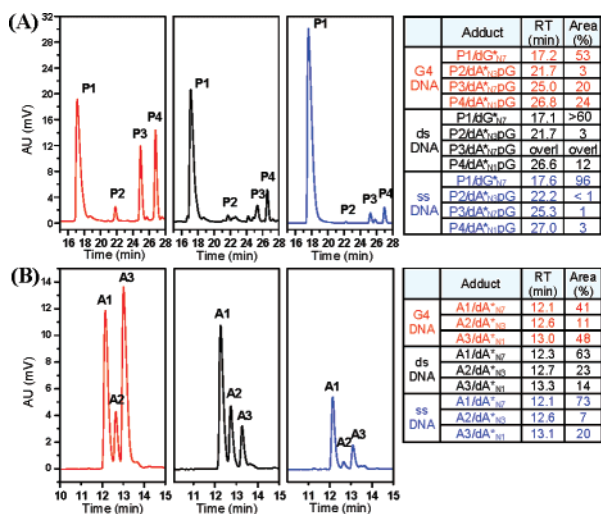 (A)
AU (mV)
32
28
24
20
16
12
8
4
0
P1
P2
P3
P4
16 18 20 22 24 26 28
Time (min)
P1
P2
P3
P4
16 18 20 22 24 26 28
Time (min)
P1
P2
P3
P4
16 18 20 22 24 26 28
Time (min)
Adduct RT (min) Area (%)
G4 DNA
P1/dG*N7 17.2 53
P2/dA*N3pG 21.7 3
P3/dA*N7pG 25.0 20
P4/dA*N1pG 26.8 24
ds DNA
P1/dG*N7 17.1 >60
P2/dA*N3pG 21.7 3
P3/dA*N7pG overl overl
P4/dA*N1pG 26.6 12
ss DNA
P1/dG*N7 17.6 96
P2/dA*N3pG 22.2 < 1
P3/dA*N7pG 25.3 1
P4/dA*N1pG 27.0 3
(B)
AU (mV)
14
12
10
8
6
4
2
0
A1
A2
A3
10 11 12 13 14 15
Time (min)
A1
A2
A3
11 12 13 14 15
Time (min)
A1
A2
A3
11 12 13 14 15
Time (min)
Adduct RT (min) Area (%)
G4 DNA
A1/dA*N7 12.1 41
A2/dA*N3 12.6 11
A3/dA*N1 13.0 48
ds DNA
A1/dA*N7 12.3 63
A2/dA*N3 12.7 23
A3/dA*N1 13.3 14
ss DNA
A1/dA*N7 12.1 73
A2/dA*N3 12.6 7
A3/dA*N1 13.1 20